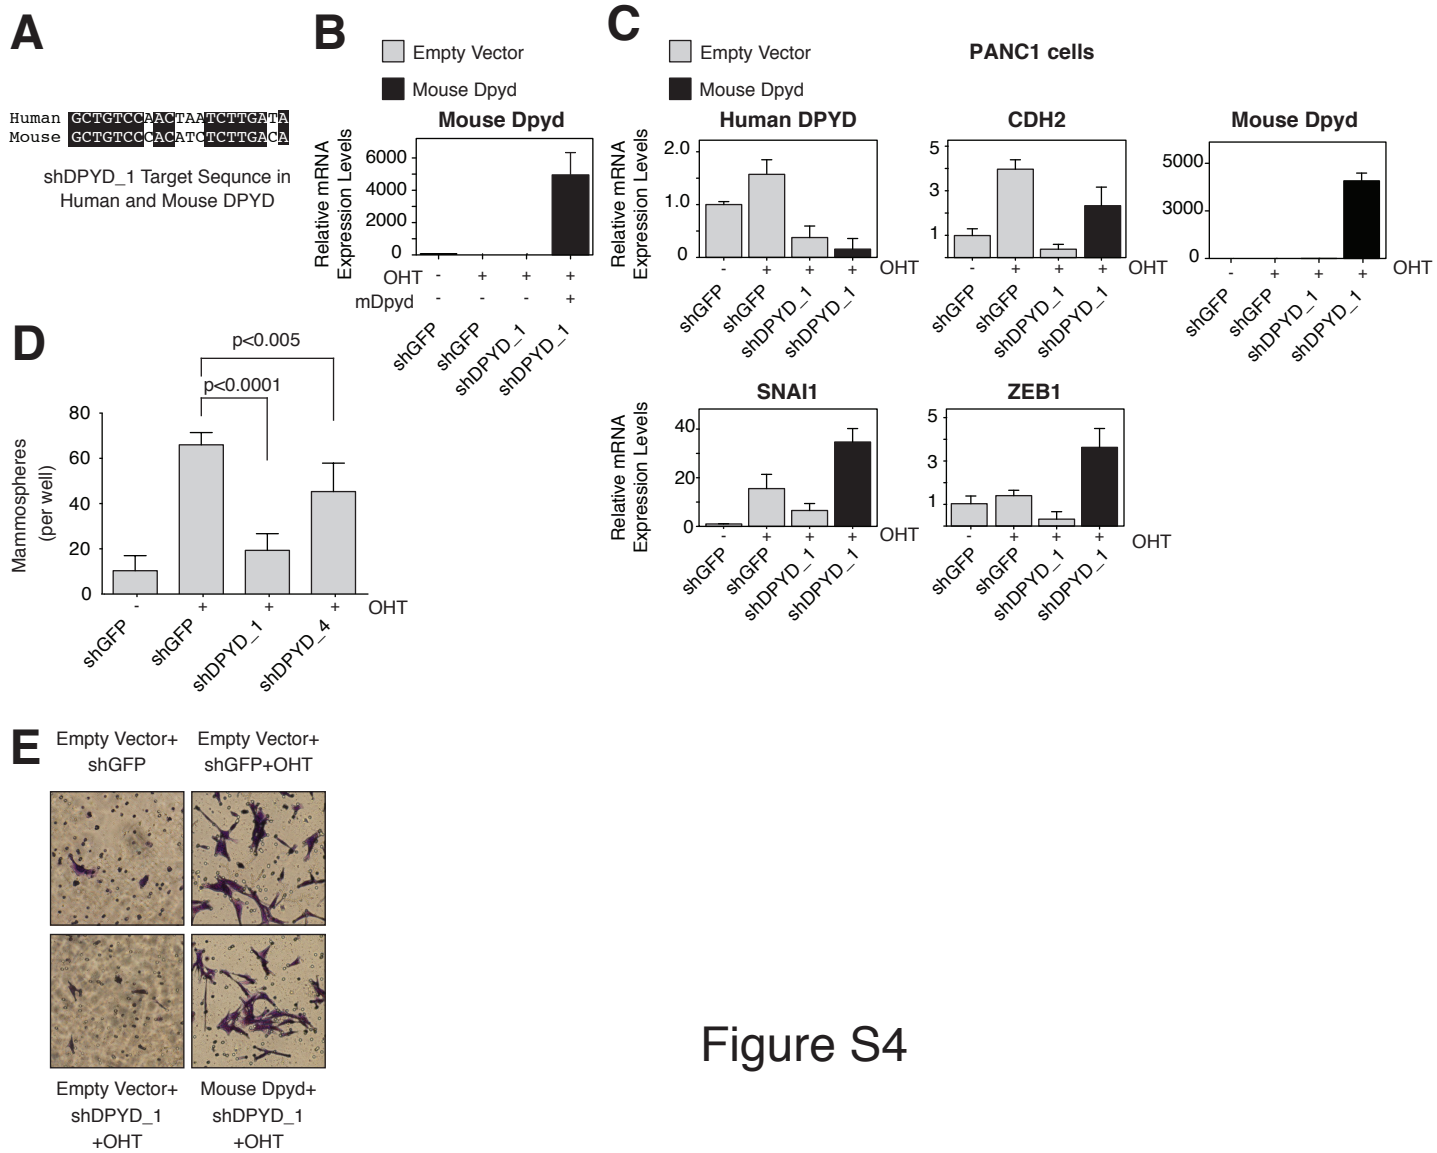 A
Human GCTGTCCAACTAATCTTGATA
Mouse GCTGTCCCACATCTCTTGACA
shDPYD_1 Target Sequnce in
Human and Mouse DPYD
B
Empty Vector
Mouse Dpyd
Mouse Dpyd
Relative mRNA
Expression Levels
6000
4000
2000
0
OHT - + + +
mDpyd - - - +
shGFP
shGFP
shDPYD_1
shDPYD_1
C
Empty Vector
Mouse Dpyd
PANC1 cells
Human DPYD
Relative mRNA
Expression Levels
2.0
1.0
0
- + + + OHT
shGFP
shGFP
shDPYD_1
shDPYD_1
CDH2
5
3
1
- + + + OHT
shGFP
shGFP
shDPYD_1
shDPYD_1
Mouse Dpyd
5000
3000
0
- + + + OHT
shGFP
shGFP
shDPYD_1
shDPYD_1
SNAI1
Relative mRNA
Expression Levels
40
20
0
- + + + OHT
shGFP
shGFP
shDPYD_1
shDPYD_1
ZEB1
5
3
1
- + + + OHT
shGFP
shGFP
shDPYD_1
shDPYD_1
D
p<0.005
p<0.0001
Mammospheres
(per well)
80
60
40
20
0
- + + + OHT
shGFP
shGFP
shDPYD_1
shDPYD_4
E
Empty Vector+
shGFP
Empty Vector+
shGFP+OHT
Empty Vector+
shDPYD_1
+OHT
Mouse Dpyd+
shDPYD_1
+OHT
Figure S4